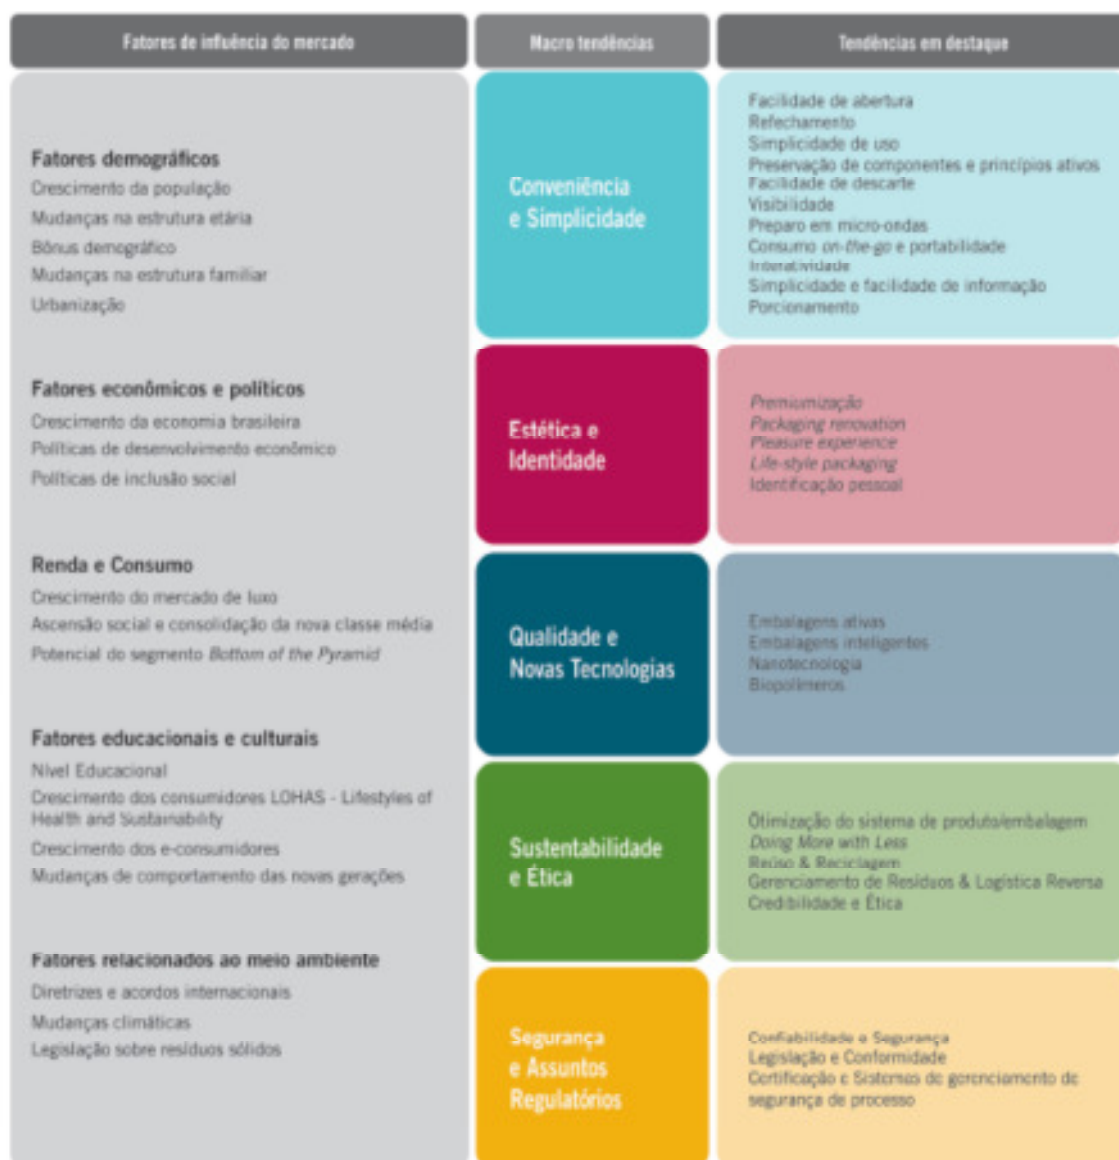 Fatores de influência do mercado
Macro tendências
Tendências em destaque
Fatores demográficos
Crescimento da população
Mudanças na estrutura etária
Bônus demográfico
Mudanças na estrutura familiar
Urbanização
Fatores econômicos e políticos
Crescimento da economia brasileira
Políticas de desenvolvimento econômico
Políticas de inclusão social
Renda e Consumo
Crescimento do mercado de luxo
Ascensão social e consolidação da nova classe média
Potencial do segmento Bottom of the Pyramid
Fatores educacionais e culturais
Nível Educacional
Crescimento dos consumidores LOHAS - Lifestyles of
Health and Sustainability
Crescimento dos e-consumidores
Mudanças de comportamento das novas gerações
Fatores relacionados ao meio ambiente
Diretrizes e acordos internacionais
Mudanças climáticas
Legislação sobre resíduos sólidos
Conveniência
e Simplicidade
Facilidade de abertura
Refechamento
Simplicidade de uso
Preservação de componentes e princípios ativos
Facilidade de descarte
Visibilidade
Preparo em micro-ondas
Consumo on-the-go e portabilidade
Interatividade
Simplicidade e facilidade de informação
Porcionamento
Estética e
Identidade
Premiumização
Packaging renovation
Pleasure experience
Life-style packaging
Identificação pessoal
Qualidade e
Novas Tecnologias
Embalagens ativas
Embalagens inteligentes
Nanotecnologia
Biopolímeros
Sustentabilidade
e Ética
Otimização do sistema de produto/embalagem
Doing More with Less
Reúso & Reciclagem
Gerenciamento de Resíduos & Logística Reversa
Credibilidade e Ética
Segurança
e Assuntos
Regulatórios
Confiabilidade e Segurança
Legislação e Conformidade
Certificação e Sistemas de gerenciamento de
segurança de processo